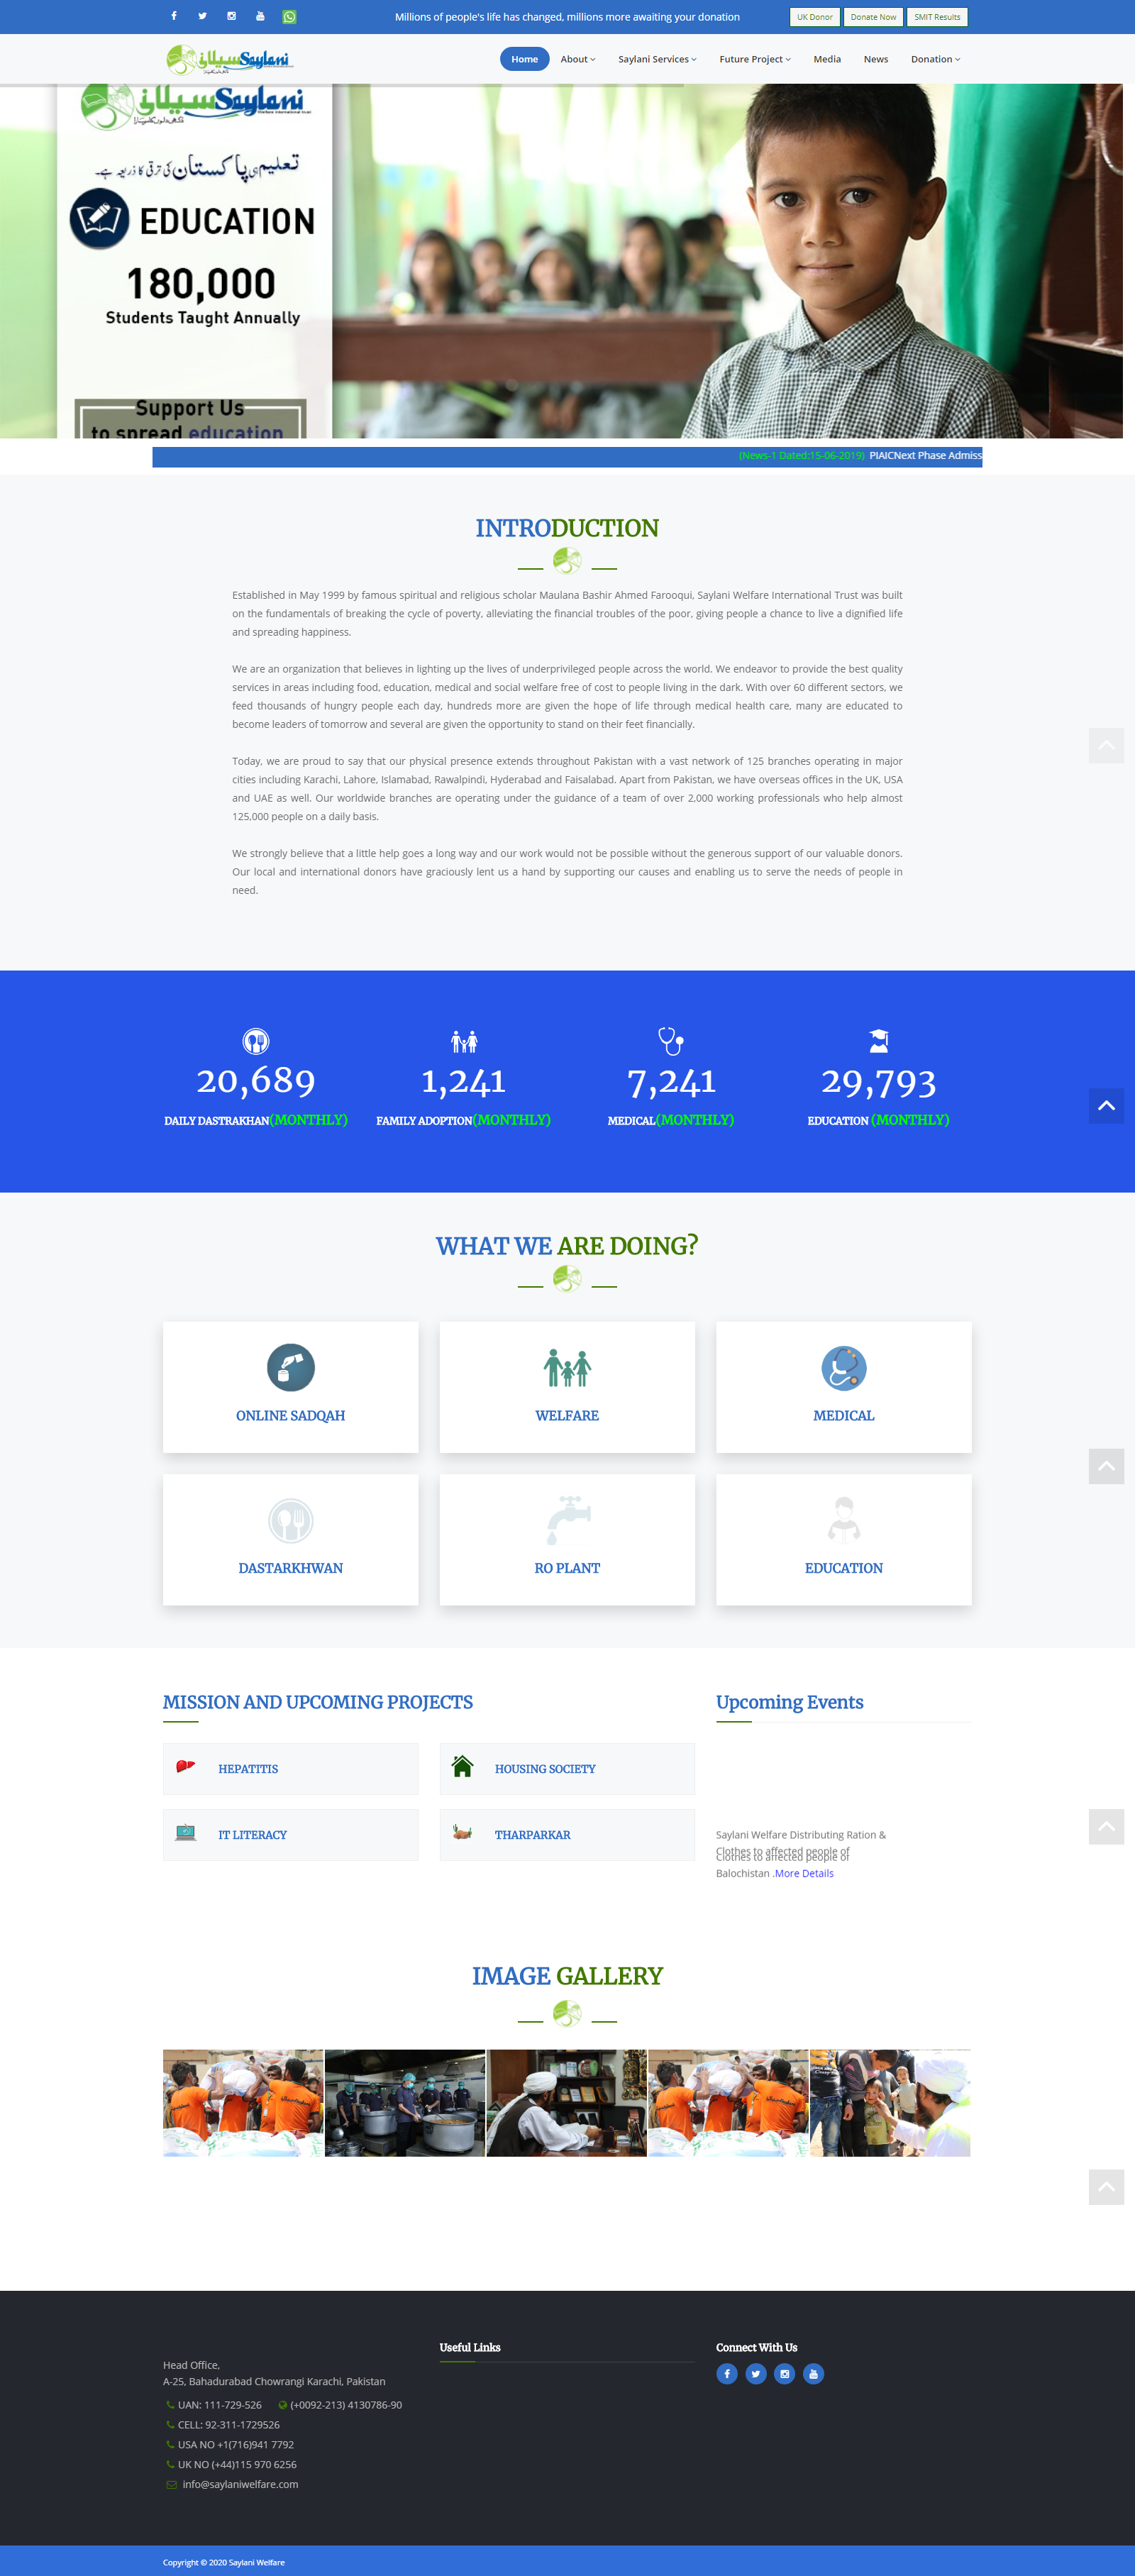 Millions of people's life has changed, millions more awaiting your donation
UK Donor Donate Now SMIT Results
سیلانی Saylani
Home About Saylani Services Future Project Media News Donation
سیلانی Saylani
تعلیم ہی پاکستان کی ترقی کا ذریعہ ہے۔
EDUCATION
180,000
Students Taught Annually
Support Us
to spread education
(News-1 Dated:15-06-2019) PIAICNext Phase Admiss
INTRODUCTION
Established in May 1999 by famous spiritual and religious scholar Maulana Bashir Ahmed Farooqui, Saylani Welfare International Trust was built
on the fundamentals of breaking the cycle of poverty, alleviating the financial troubles of the poor, giving people a chance to live a dignified life
and spreading happiness.
We are an organization that believes in lighting up the lives of underprivileged people across the world. We endeavor to provide the best quality
services in areas including food, education, medical and social welfare free of cost to people living in the dark. With over 60 different sectors, we
feed thousands of hungry people each day, hundreds more are given the hope of life through medical health care, many are educated to
become leaders of tomorrow and several are given the opportunity to stand on their feet financially.
Today, we are proud to say that our physical presence extends throughout Pakistan with a vast network of 125 branches operating in major
cities including Karachi, Lahore, Islamabad, Rawalpindi, Hyderabad and Faisalabad. Apart from Pakistan, we have overseas offices in the UK, USA
and UAE as well. Our worldwide branches are operating under the guidance of a team of over 2,000 working professionals who help almost
125,000 people on a daily basis.
We strongly believe that a little help goes a long way and our work would not be possible without the generous support of our valuable donors.
Our local and international donors have graciously lent us a hand by supporting our causes and enabling us to serve the needs of people in
need.
20,689 1,241 7,241 29,793
DAILY DASTRAKHAN(MONTHLY) FAMILY ADOPTION(MONTHLY) MEDICAL(MONTHLY) EDUCATION (MONTHLY)
WHAT WE ARE DOING?
ONLINE SADQAH WELFARE MEDICAL
DASTARKHWAN RO PLANT EDUCATION
MISSION AND UPCOMING PROJECTS
HEPATITIS HOUSING SOCIETY
IT LITERACY THARPARKAR
Upcoming Events
Saylani Welfare Distributing Ration &
Clothes to affected people of
Clothes to affected people of
Balochistan .More Details
IMAGE GALLERY
Head Office,
A-25, Bahadurabad Chowrangi Karachi, Pakistan
UAN: 111-729-526 (+0092-213) 4130786-90
CELL: 92-311-1729526
USA NO +1(716)941 7792
UK NO (+44)115 970 6256
info@saylaniwelfare.com
Useful Links
Connect With Us
Copyright © 2020 Saylani Welfare